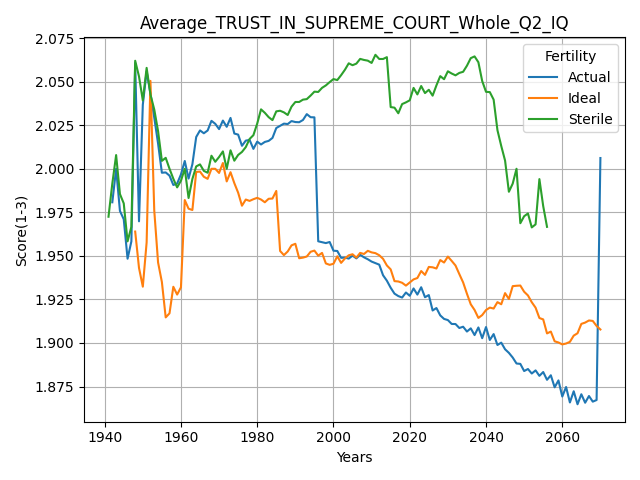 Average_TRUST_IN_SUPREME_COURT_Whole_Q2_IQ
2.075
2.050
2.025
2.000
1.975
1.950
1.925
1.900
1.875
Score(1-3)
Fertility
Actual
Ideal
Sterile
1940 1960 1980 2000 2020 2040 2060
Years